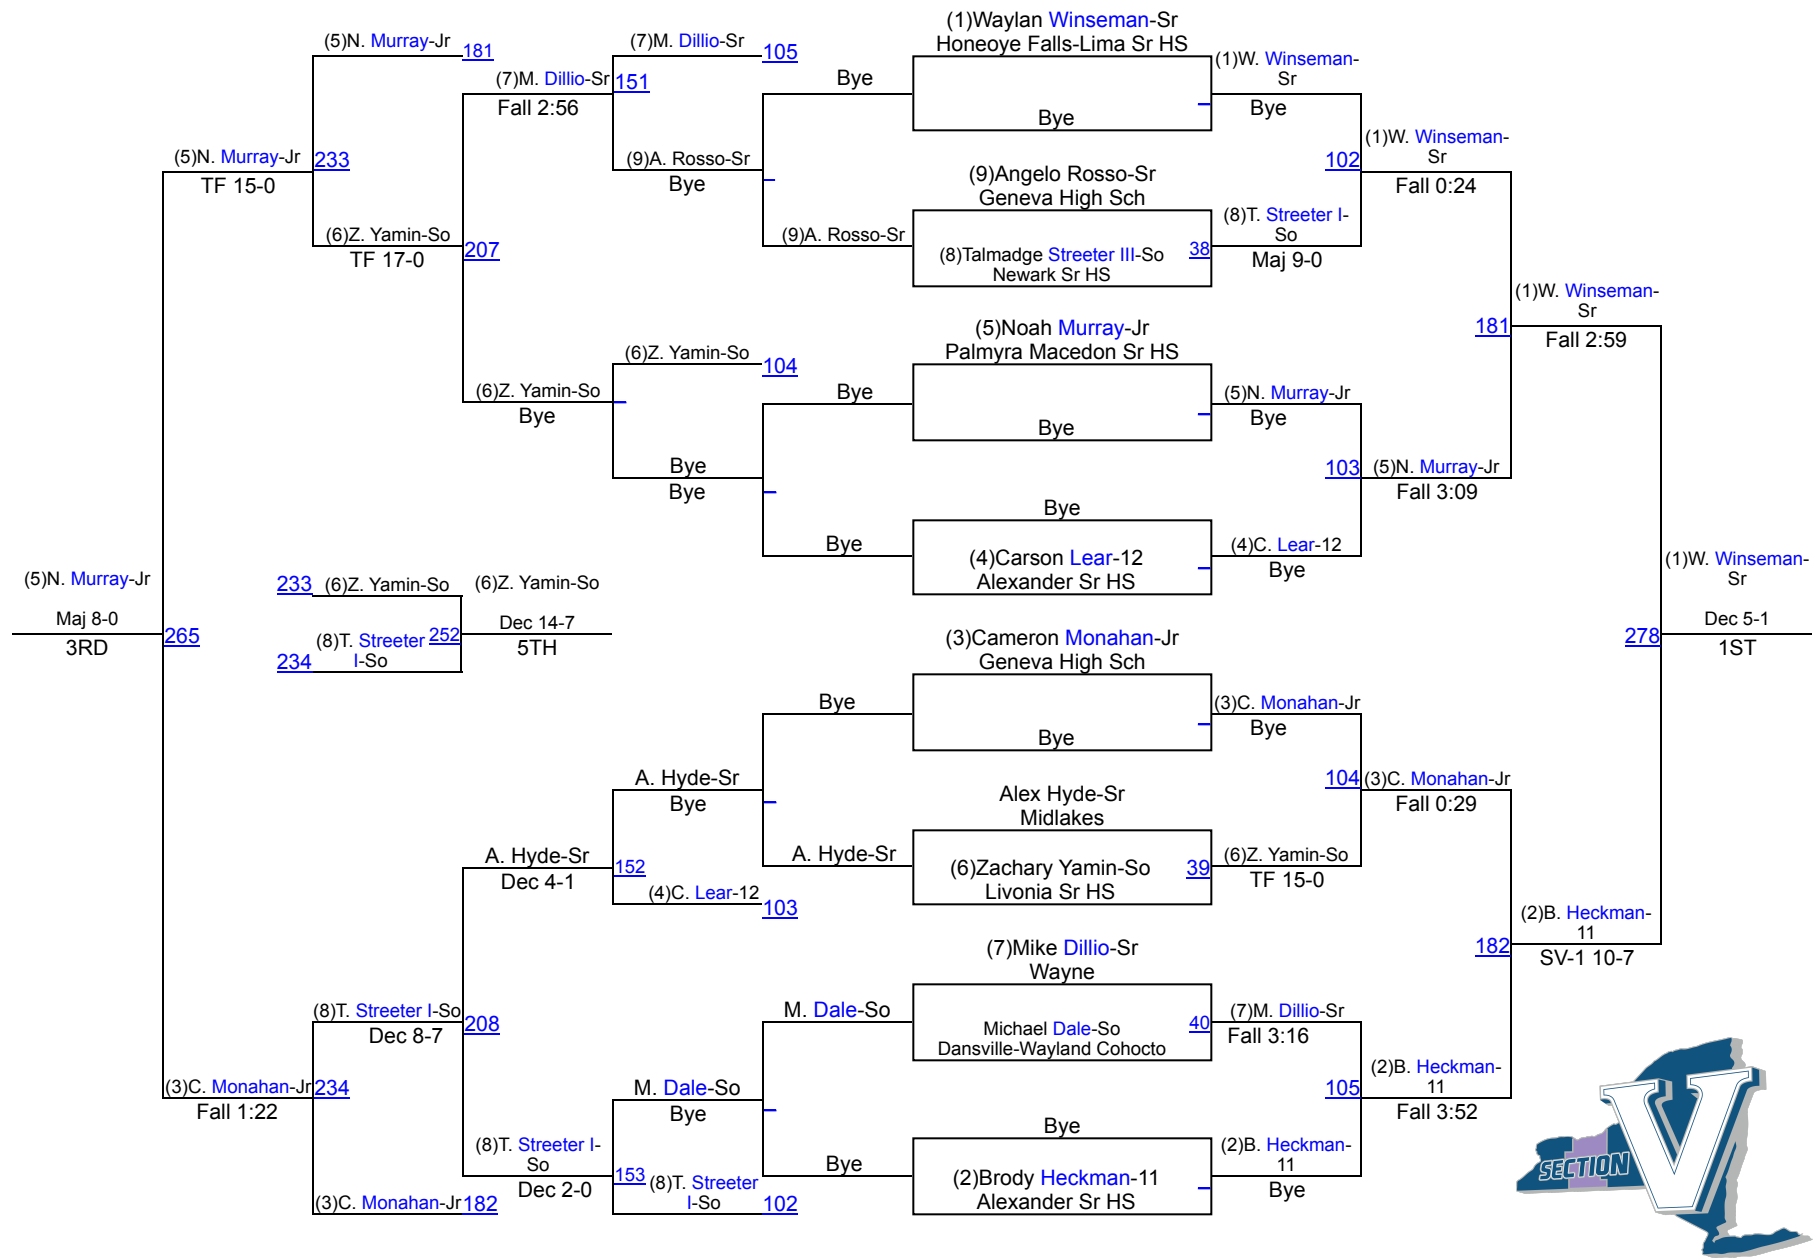 (5)N. Murray-Jr
181
(7)M. Dillio-Sr
105
(7)M. Dillio-Sr
151
Fall 2:56
(5)N. Murray-Jr
233
TF 15-0
(9)A. Rosso-Sr
Bye
(6)Z. Yamin-So
207
TF 17-0
(6)Z. Yamin-So
104
(6)Z. Yamin-So
Bye
Bye
Bye
(5)N. Murray-Jr
Maj 8-0
265
3RD
233
(6)Z. Yamin-So
(8)T. Streeter
I-So
234
252
(6)Z. Yamin-So
Dec 14-7
5TH
A. Hyde-Sr
Bye
A. Hyde-Sr
Dec 4-1
152
(4)C. Lear-12
103
(8)T. Streeter I-So
208
Dec 8-7
(3)C. Monahan-Jr
234
Fall 1:22
M. Dale-So
Bye
(8)T. Streeter I-
So
Dec 2-0
153
(8)T. Streeter
I-So
102
(3)C. Monahan-Jr
182
Bye
(9)A. Rosso-Sr
Bye
Bye
Bye
A. Hyde-Sr
M. Dale-So
Bye
(1)Waylan Winseman-Sr
Honeoye Falls-Lima Sr HS
Bye
(9)Angelo Rosso-Sr
Geneva High Sch
(8)Talmadge Streeter III-So
Newark Sr HS
38
(5)Noah Murray-Jr
Palmyra Macedon Sr HS
Bye
Bye
(4)Carson Lear-12
Alexander Sr HS
(3)Cameron Monahan-Jr
Geneva High Sch
Bye
Alex Hyde-Sr
Midlakes
(6)Zachary Yamin-So
Livonia Sr HS
39
(7)Mike Dillio-Sr
Wayne
Michael Dale-So
Dansville-Wayland Cohocto
40
Bye
(2)Brody Heckman-11
Alexander Sr HS
(1)W. Winseman-
Sr
Bye
102
(8)T. Streeter I-
So
Maj 9-0
(5)N. Murray-Jr
Bye
103
(4)C. Lear-12
Bye
(3)C. Monahan-Jr
Bye
104
(6)Z. Yamin-So
TF 15-0
(7)M. Dillio-Sr
Fall 3:16
105
(2)B. Heckman-
11
Bye
(1)W. Winseman-
Sr
Fall 0:24
181
(5)N. Murray-Jr
Fall 3:09
(3)C. Monahan-Jr
Fall 0:29
182
(2)B. Heckman-
11
Fall 3:52
(1)W. Winseman-
Sr
Fall 2:59
278
(2)B. Heckman-
11
SV-1 10-7
(1)W. Winseman-
Sr
Dec 5-1
1ST
SECTION V